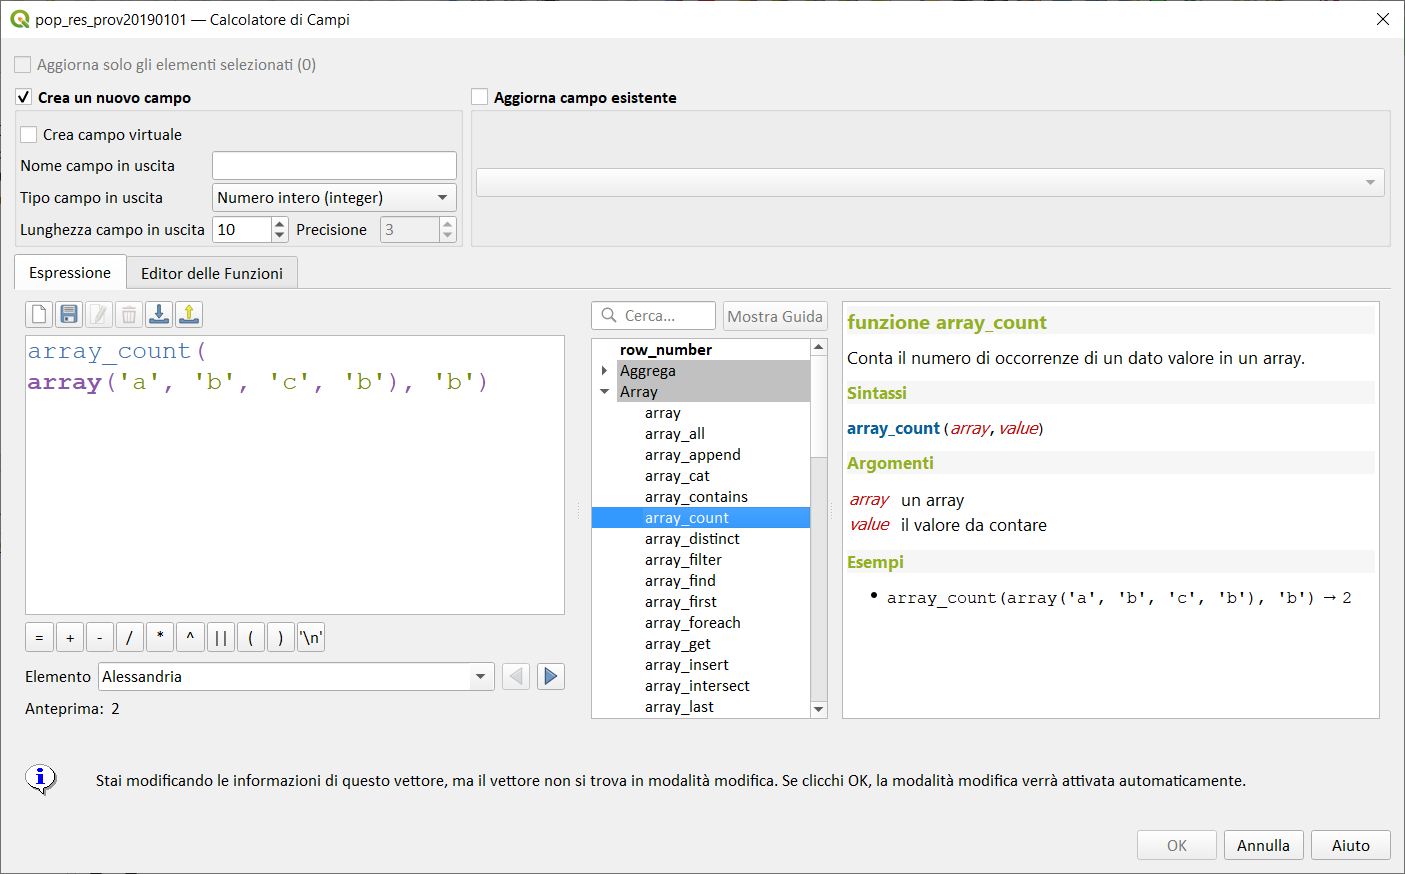 pop_res_prov20190101 — Calcolatore di Campi
Aggiorna solo gli elementi selezionati (0)
Crea un nuovo campo
Aggiorna campo esistente
Crea campo virtuale
Nome campo in uscita
Tipo campo in uscita Numero intero (integer)
Lunghezza campo in uscita 10 Precisione 3
Espressione Editor delle Funzioni
array_count(
array('a', 'b', 'c', 'b'), 'b')
= + - / * ^ || ( ) '\n'
Elemento Alessandria
Anteprima: 2
Cerca... Mostra Guida
row_number
Aggrega
Array
array
array_all
array_append
array_cat
array_contains
array_count
array_distinct
array_filter
array_find
array_first
array_foreach
array_get
array_insert
array_intersect
array_last
funzione array_count
Conta il numero di occorrenze di un dato valore in un array.
Sintassi
array_count(array, value)
Argomenti
array un array
value il valore da contare
Esempi
• array_count(array('a', 'b', 'c', 'b'), 'b') → 2
Stai modificando le informazioni di questo vettore, ma il vettore non si trova in modalità modifica. Se clicchi OK, la modalità modifica verrà attivata automaticamente.
OK Annulla Aiuto